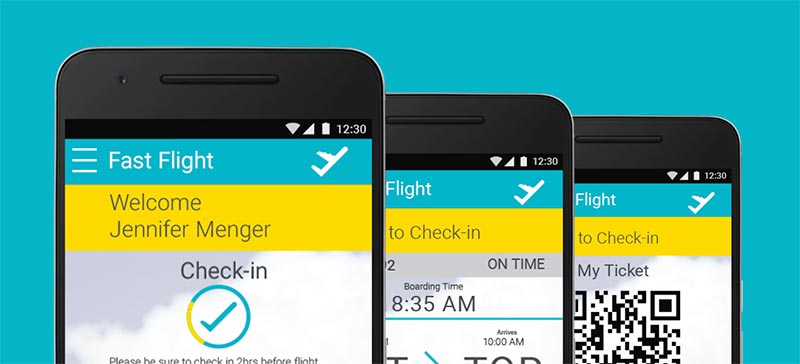 12:30
Fast Flight
Welcome
Jennifer Menger
Check-in
Please be sure to check in 2hrs before flight
12:30
Flight
to Check-in
ON TIME
Boarding Time
8:35 AM
Arrives
10:00 AM
12:30
Flight
to Check-in
My Ticket